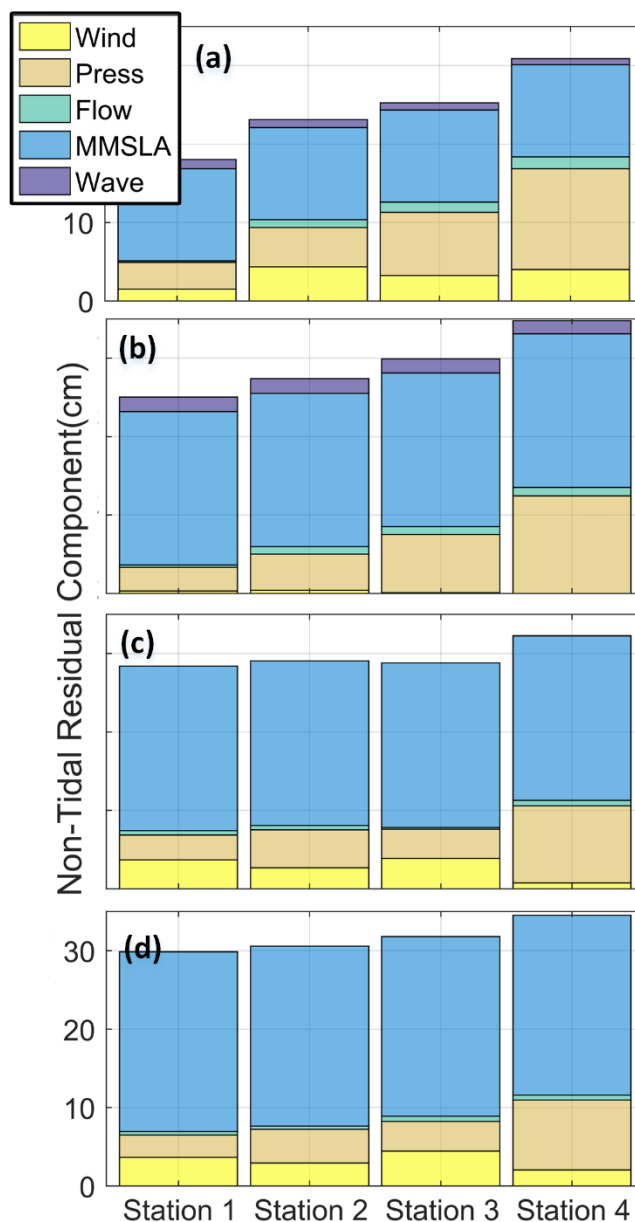 Wind
Press
Flow
MMSLA
Wave
(a)
10
0
(b)
(c)
(d)
Non-Tidal Residual Component(cm)
30
20
10
0
Station 1 Station 2 Station 3 Station 4